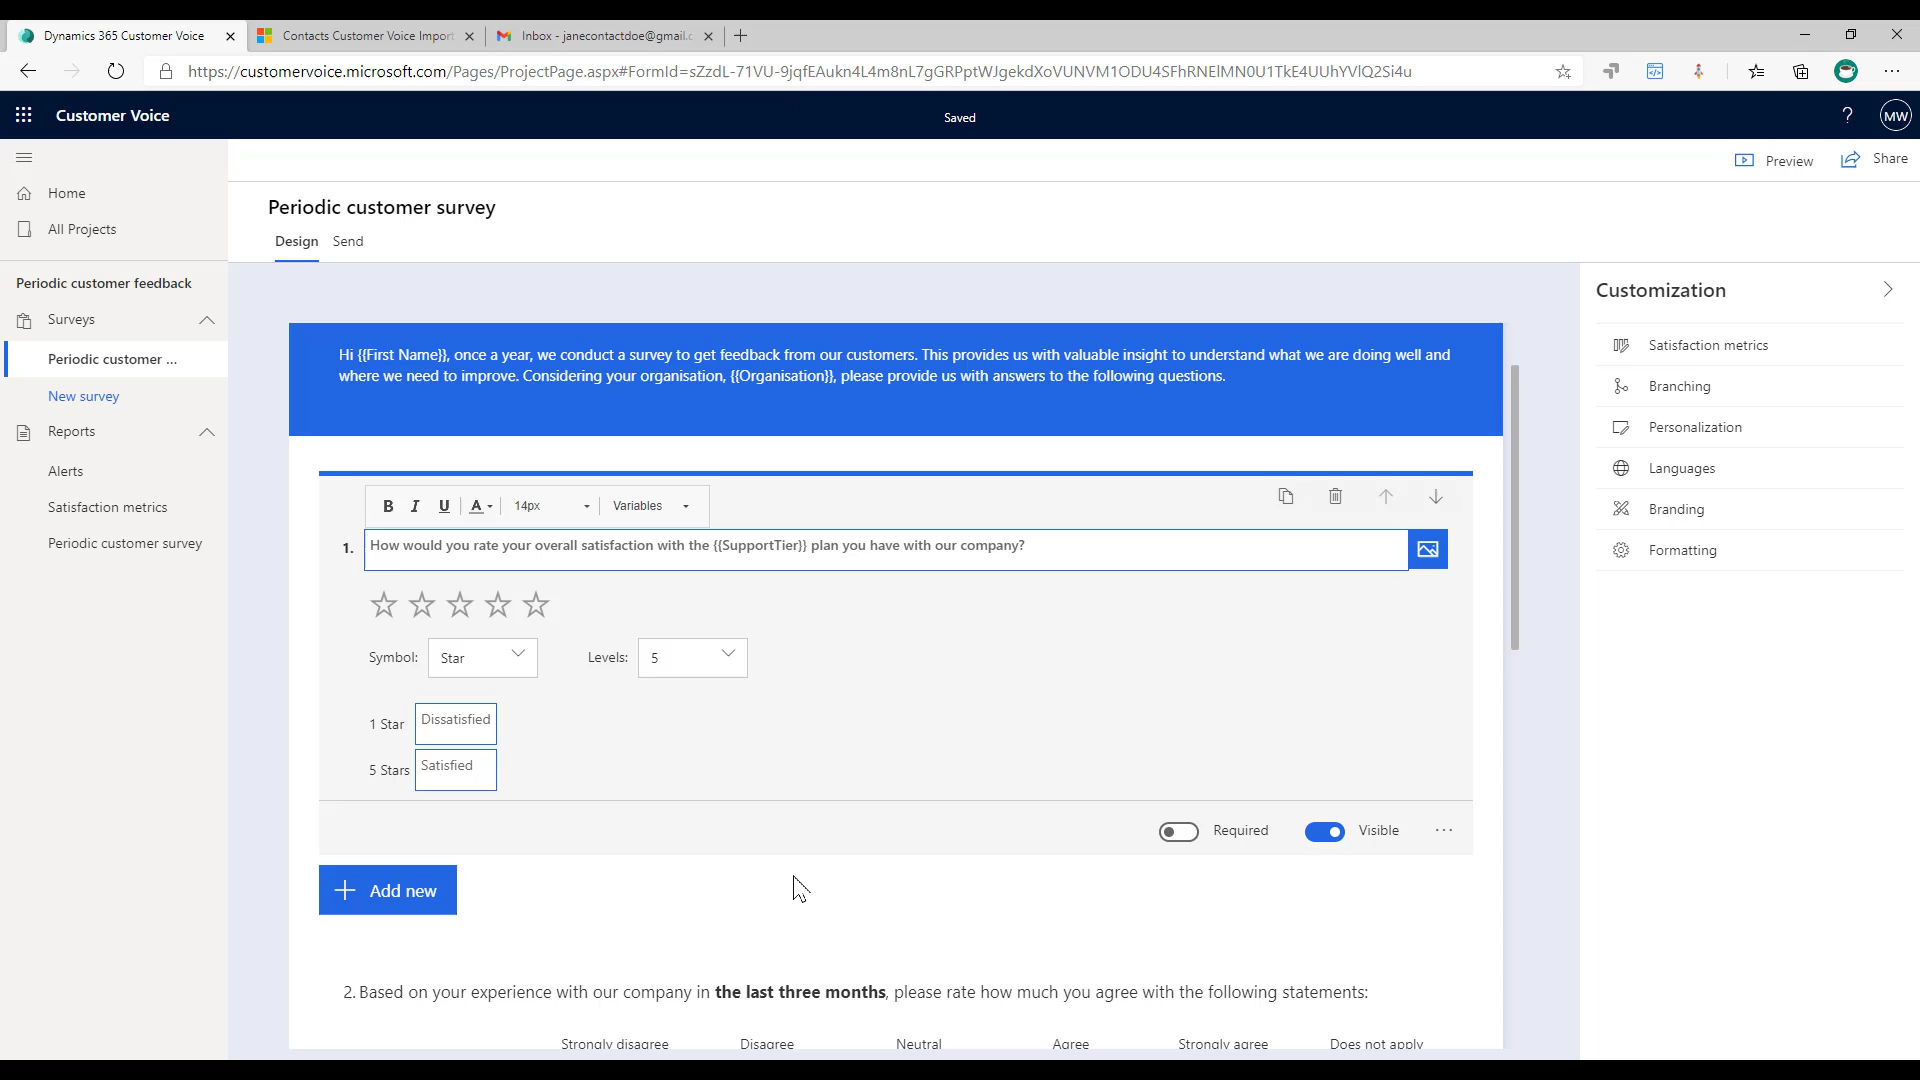 Dynamics 365 Customer Voice
Contacts Customer Voice Import
Inbox - janecontactdoe@gmail.c
https://customervoice.microsoft.com/Pages/ProjectPage.aspx#FormId=sZzdL-71VU-9jqfEAukn4L4m8nL7gGRPptWJgekdXoVUNVM1ODU4SFhRNElMN0U1TkE4UUhYVlQ2Si4u
Customer Voice
Saved
?
MW
Preview
Share
Home
All Projects
Periodic customer feedback
Surveys
Periodic customer ...
New survey
Reports
Alerts
Satisfaction metrics
Periodic customer survey
Periodic customer survey
Design
Send
Hi {{First Name}}, once a year, we conduct a survey to get feedback from our customers. This provides us with valuable insight to understand what we are doing well and
where we need to improve. Considering your organisation, {{Organisation}}, please provide us with answers to the following questions.
B I U A 14px Variables
1. How would you rate your overall satisfaction with the {{SupportTier}} plan you have with our company?
Symbol: Star Levels: 5
1 Star Dissatisfied
5 Stars Satisfied
Required Visible ...
Add new
2. Based on your experience with our company in the last three months, please rate how much you agree with the following statements:
Strongly disagree Disagree Neutral Agree Strongly agree Does not apply
Customization
Satisfaction metrics
Branching
Personalization
Languages
Branding
Formatting